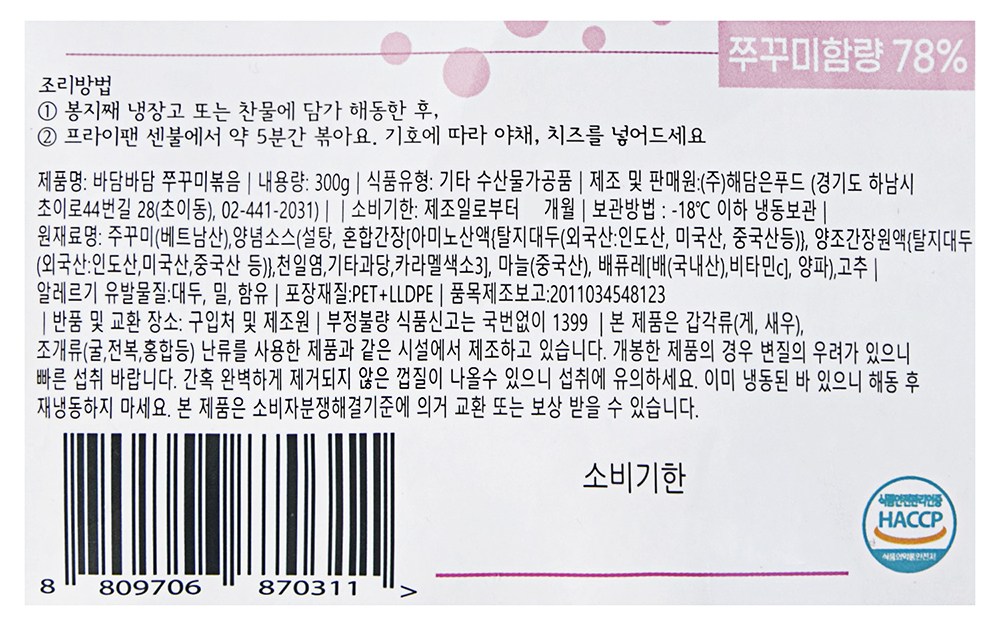 쭈꾸미함량 78%
조리방법
① 봉지째 냉장고 또는 찬물에 담가 해동한 후,
② 프라이팬 센불에서 약 5분간 볶아요. 기호에 따라 야채, 치즈를 넣어드세요
제품명: 바담바담 쭈꾸미볶음 | 내용량: 300g | 식품유형: 기타 수산물가공품 | 제조 및 판매원:(주)해담은푸드 (경기도 하남시
초이로44번길 28(초이동), 02-441-2031) | | 소비기한: 제조일로부터 개월 | 보관방법 : -18℃ 이하 냉동보관 |
원재료명: 주꾸미(베트남산),양념소스(설탕, 혼합간장[아미노산액{탈지대두(외국산:인도산, 미국산, 중국산등)}, 양조간장원액{탈지대두
(외국산:인도산,미국산,중국산 등)},천일염,기타과당,카라멜색소3], 마늘(중국산), 배퓨레[배(국내산),비타민c], 양파),고추 |
알레르기 유발물질:대두, 밀, 함유 | 포장재질:PET+LLDPE | 품목제조보고:2011034548123
| 반품 및 교환 장소: 구입처 및 제조원 | 부정불량 식품신고는 국번없이 1399 | 본 제품은 갑각류(게, 새우),
조개류(굴,전복,홍합등) 난류를 사용한 제품과 같은 시설에서 제조하고 있습니다. 개봉한 제품의 경우 변질의 우려가 있으니
빠른 섭취 바랍니다. 간혹 완벽하게 제거되지 않은 껍질이 나올수 있으니 섭취에 유의하세요. 이미 냉동된 바 있으니 해동 후
재냉동하지 마세요. 본 제품은 소비자분쟁해결기준에 의거 교환 또는 보상 받을 수 있습니다.
소비기한
식품안전관리인증
HACCP
식품의약품안전처
8 809706 870311 >